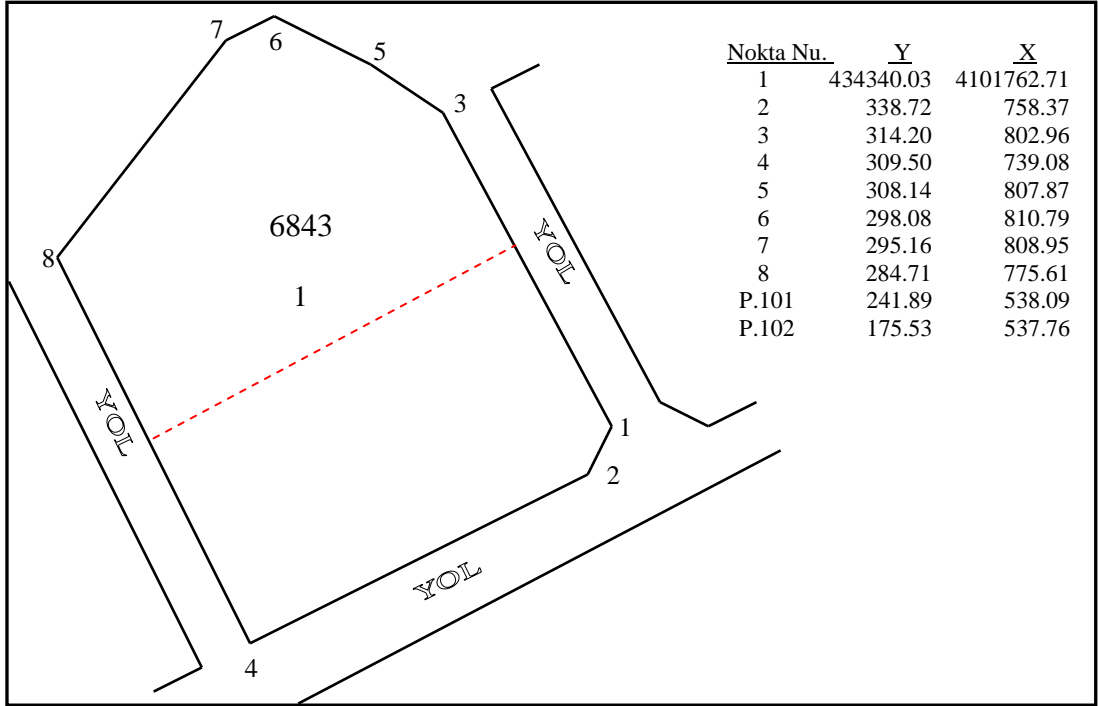 7
6
5
3
8
6843
1
YOL
YOL
1
2
YOL
4
Nokta Nu. Y X
1 434340.03 4101762.71
2 338.72 758.37
3 314.20 802.96
4 309.50 739.08
5 308.14 807.87
6 298.08 810.79
7 295.16 808.95
8 284.71 775.61
P.101 241.89 538.09
P.102 175.53 537.76